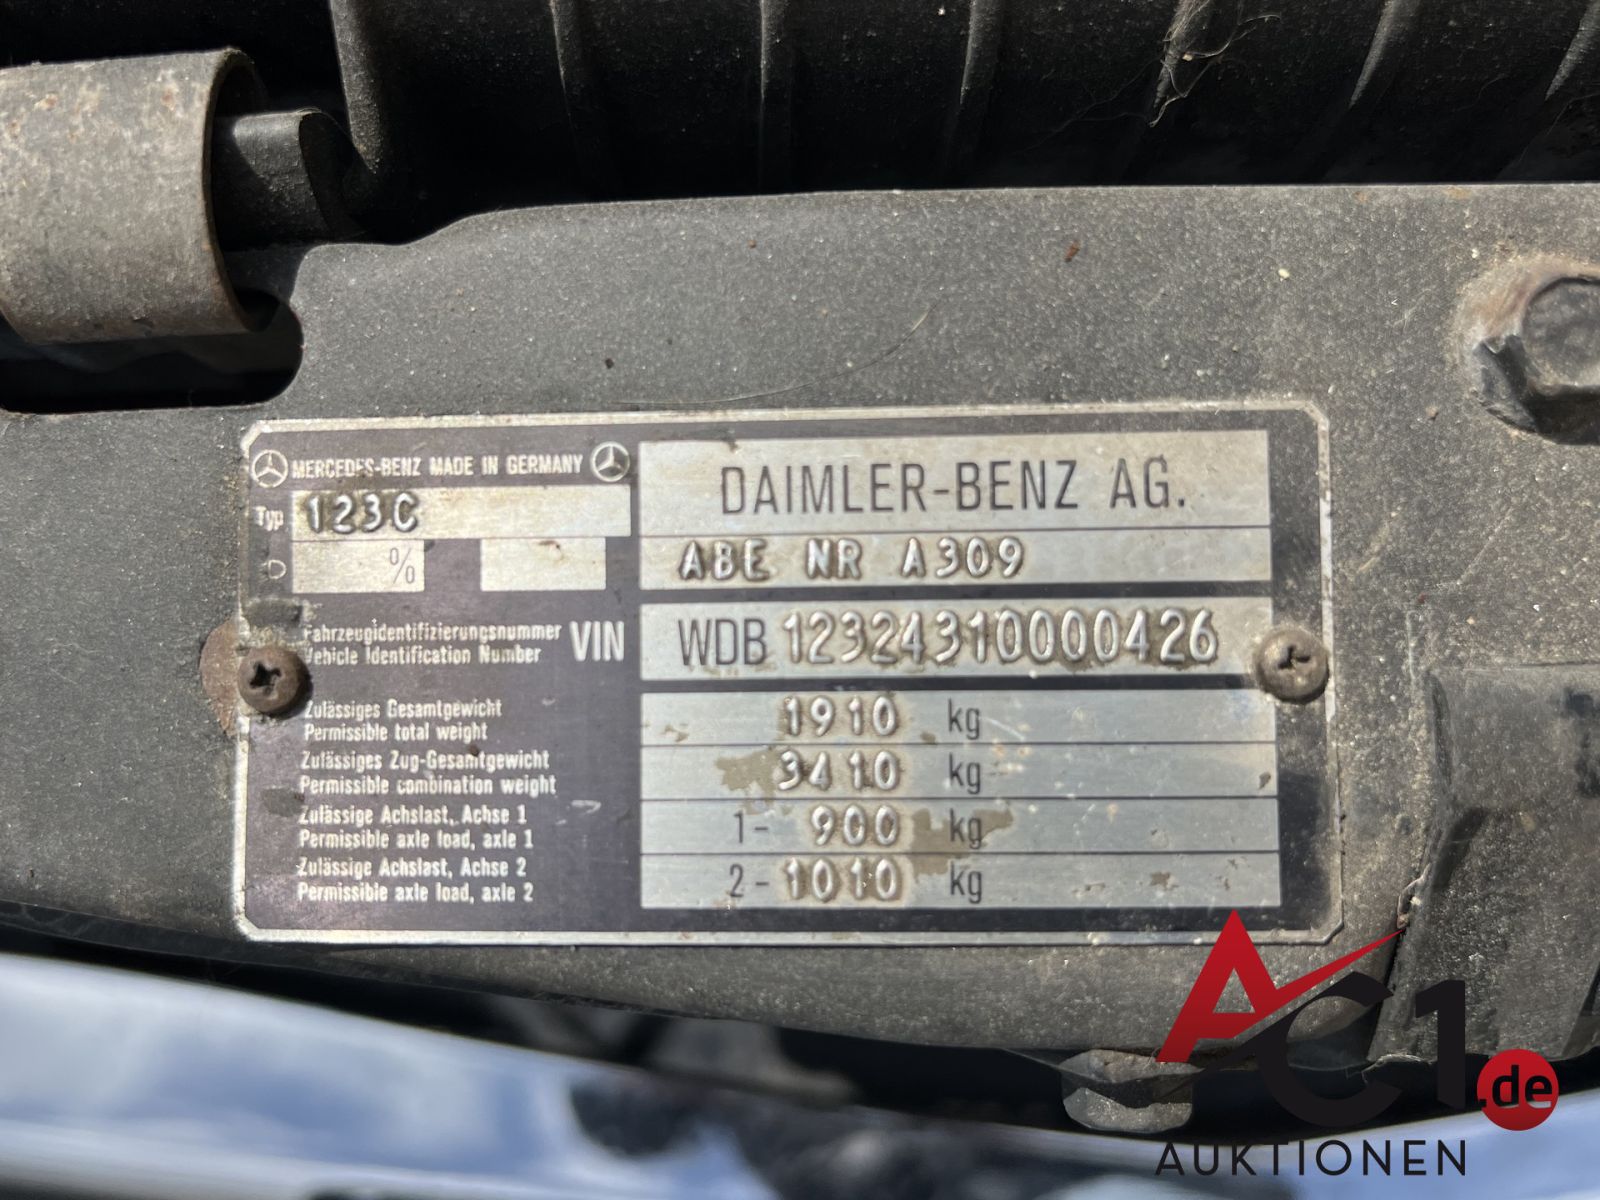 MERCEDES-BENZ MADE IN GERMANY
Typ 123C
%
DAIMLER-BENZ AG.
ABE NR A309
Fahrzeugidentifizierungsnummer
Vehicle Identification Number
VIN
WDB 12324310000426
Zulässiges Gesamtgewicht
Permissible total weight
1910 kg
Zulässiges Zug-Gesamtgewicht
Permissible combination weight
3410 kg
Zulässige Achslast, Achse 1
Permissible axle load, axle 1
1- 900 kg
Zulässige Achslast, Achse 2
Permissible axle load, axle 2
2- 1010 kg
AC1.de
AUKTIONEN